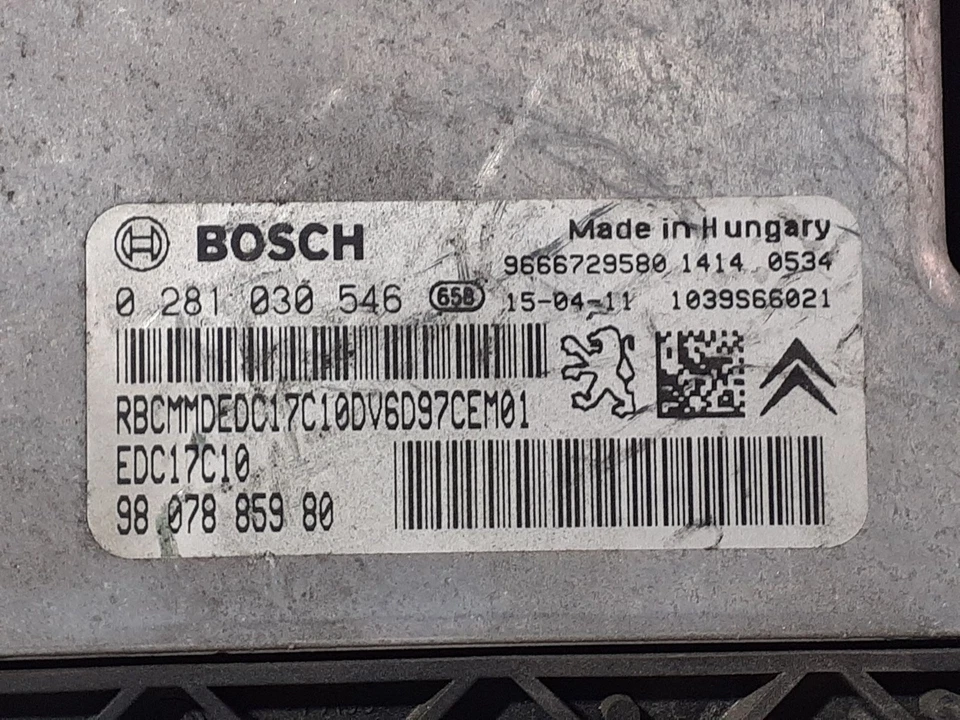 BOSCH
Made in Hungary
9666729580 1414 0534
0 281 030 546 658 15-04-11 1039S66021
RBCMMDEDC17C10DV6D97CEM01
EDC17C10
98 078 859 80